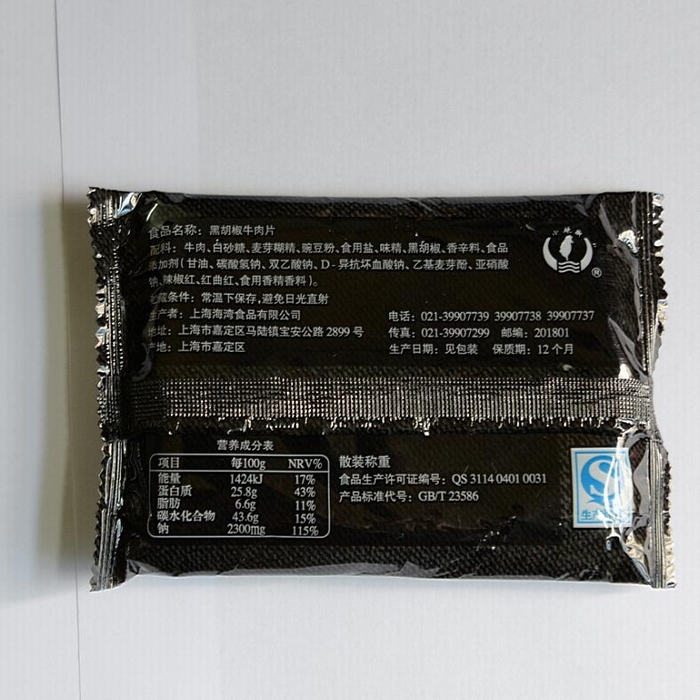 食品名称：黑胡椒牛肉片
配料：牛肉、白砂糖、麦芽糊精、豌豆粉、食用盐、味精、黑胡椒、香辛料、食品
添加剂（甘油、碳酸氢钠、双乙酸钠、D-异抗坏血酸钠、乙基麦芽酚、亚硝酸
钠、辣椒红、红曲红、食用香精香料）。
贮藏条件：常温下保存,避免日光直射
生产者：上海海湾食品有限公司
电话：021-39907739 39907738 39907737
地址：上海市嘉定区马陆镇宝安公路2899号
传真：021-39907299 邮编：201801
产地：上海市嘉定区
生产日期：见包装 保质期：12个月
®
营养成分表
项目 每100g NRV%
能量 1424kJ 17%
蛋白质 25.8g 43%
脂肪 6.6g 11%
碳水化合物 43.6g 15%
钠 2300mg 115%
散装称重
食品生产许可证编号：QS 3114 0401 0031
产品标准代号：GB/T 23586